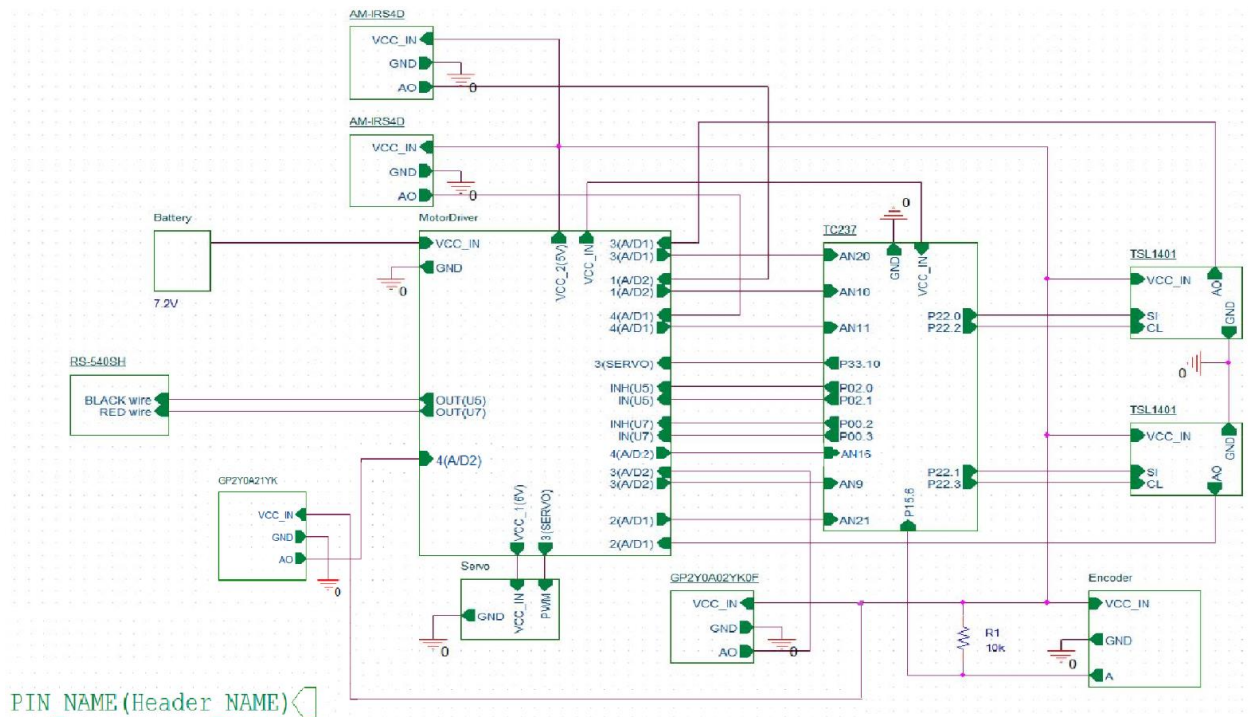 AM-IRS4D
VCC_IN
GND
AO
0
AM-IRS4D
VCC_IN
GND
AO
0
Battery
7.2V
MotorDriver
VCC_IN
GND
0
VCC_2(5V)
VCC_IN
3(A/D1)
3(A/D1)
1(A/D2)
1(A/D2)
4(A/D1)
4(A/D1)
3(SERVO)
INH(U5)
IN(U5)
INH(U7)
IN(U7)
4(A/D2)
3(A/D2)
3(A/D2)
2(A/D1)
2(A/D1)
OUT(U5)
OUT(U7)
4(A/D2)
VCC_1(6V)
3(SERVO)
TC237
0
GND
VCC_IN
AN20
AN10
AN11
P33.10
P02.0
P02.1
P00.2
P00.3
AN16
AN9
AN21
P22.0
P22.2
P22.1
P22.3
P15.6
TSL1401
VCC_IN
AO
SI
CL
GND
0
TSL1401
VCC_IN
GND
SI
CL
AO
RS-540SH
BLACK wire
RED wire
GP2Y0A21YK
VCC_IN
GND
AO
0
Servo
GND
VCC_IN
PWM
0
GP2Y0A02YK0F
VCC_IN
GND
AO
0
R1
10k
Encoder
VCC_IN
GND
A
0
PIN NAME(Header NAME)